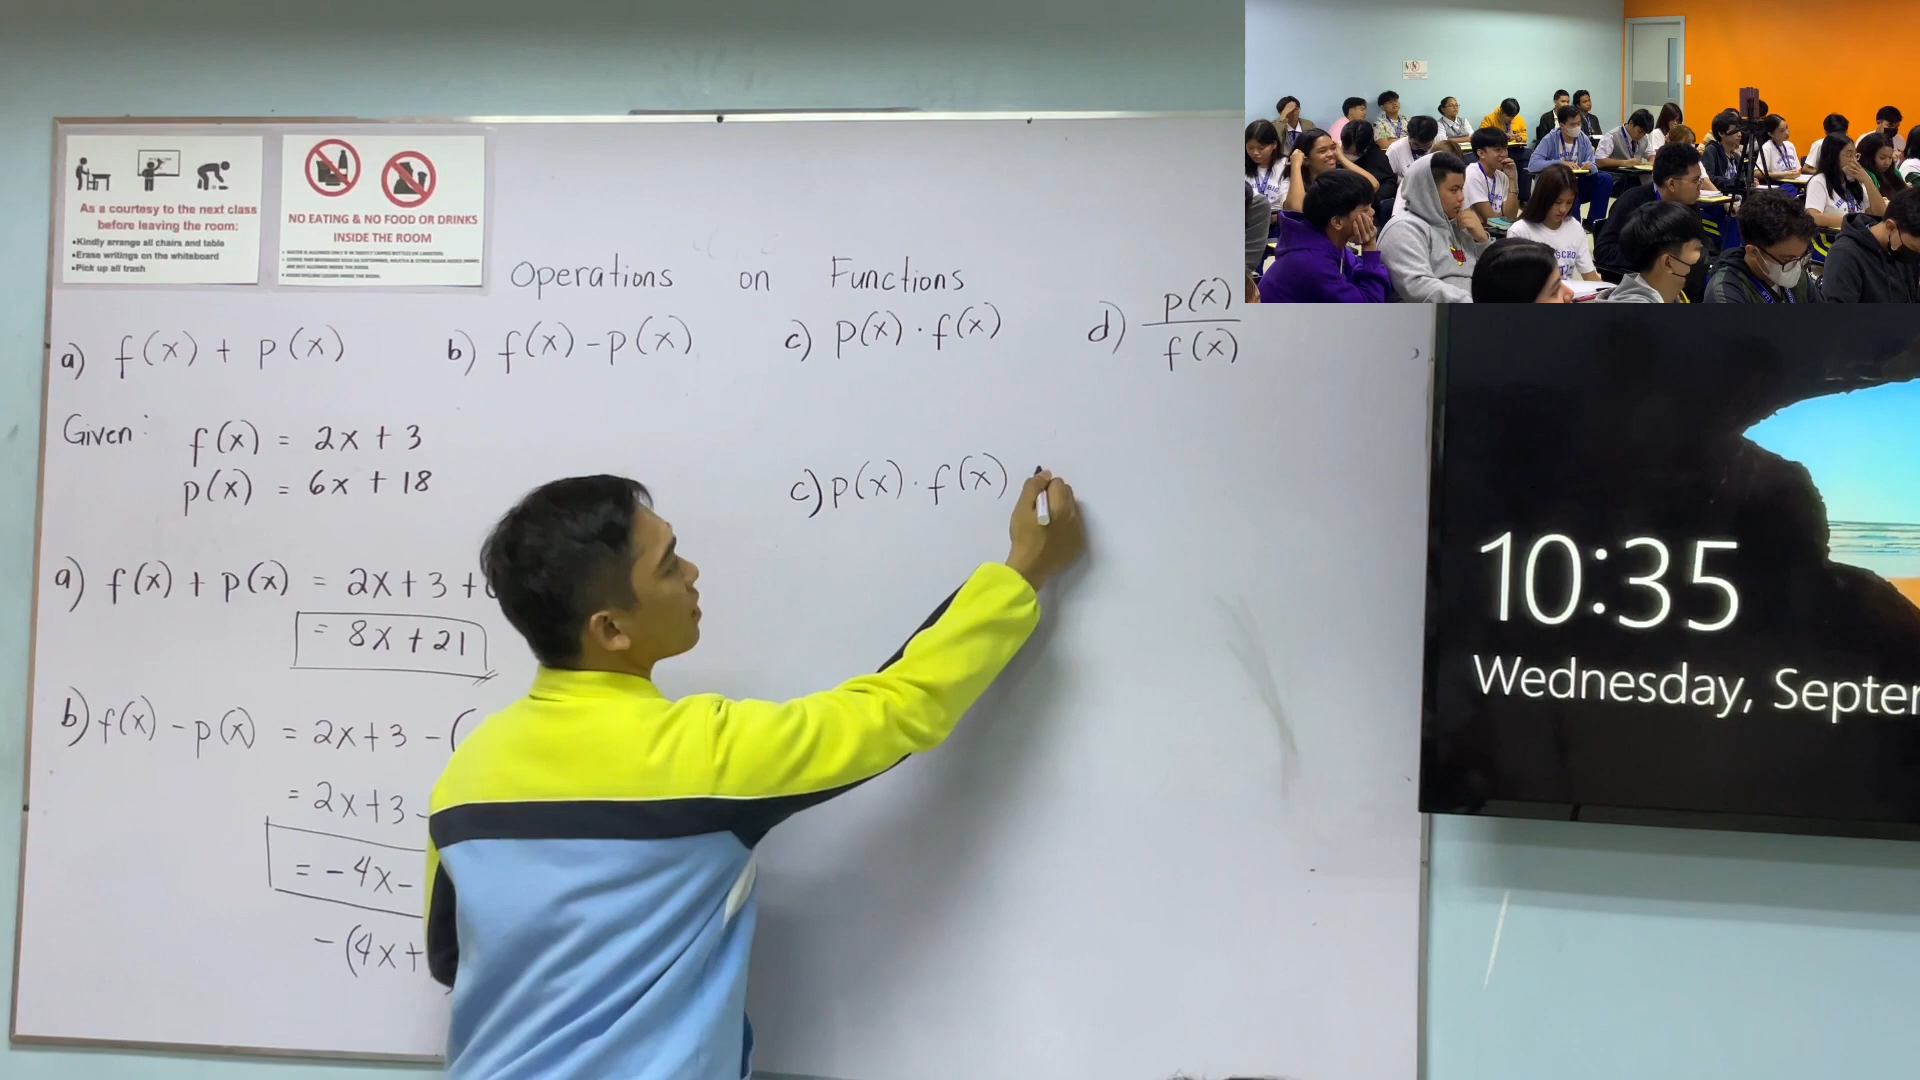 As a courtesy to the next class
before leaving the room:
•Kindly arrange all chairs and table
•Erase writings on the whiteboard
•Pick up all trash
NO EATING & NO FOOD OR DRINKS
INSIDE THE ROOM
Operations on Functions
a) f(x) + p(x) b) f(x) - p(x) c) p(x) · f(x) d) p(x)/f(x)
Given: f(x) = 2x + 3
p(x) = 6x + 18
c) p(x) · f(x)
a) f(x) + p(x) = 2x + 3 +
= 8x + 21
b) f(x) - p(x) = 2x + 3 - (
= 2x + 3 -
= -4x -
- (4x +
10:35
Wednesday, Septe